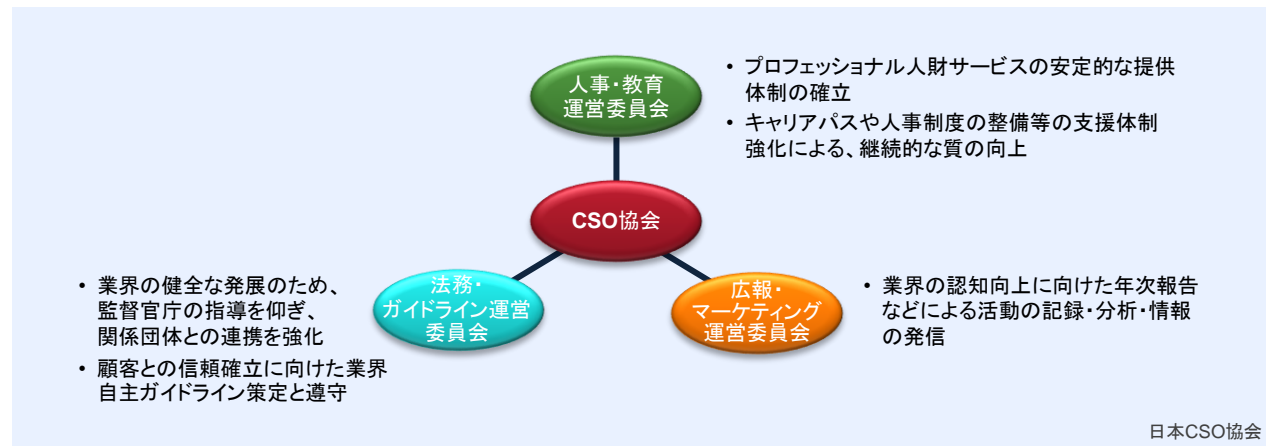 人事・教育
運営委員会
• プロフェッショナル人財サービスの安定的な提供
体制の確立
• キャリアパスや人事制度の整備等の支援体制
強化による、継続的な質の向上
CSO協会
• 業界の健全な発展のため、
監督官庁の指導を仰ぎ、
関係団体との連携を強化
• 顧客との信頼確立に向けた業界
自主ガイドライン策定と遵守
法務・
ガイドライン運営
委員会
広報・
マーケティング
運営委員会
• 業界の認知向上に向けた年次報告
などによる活動の記録・分析・情報
の発信
日本CSO協会